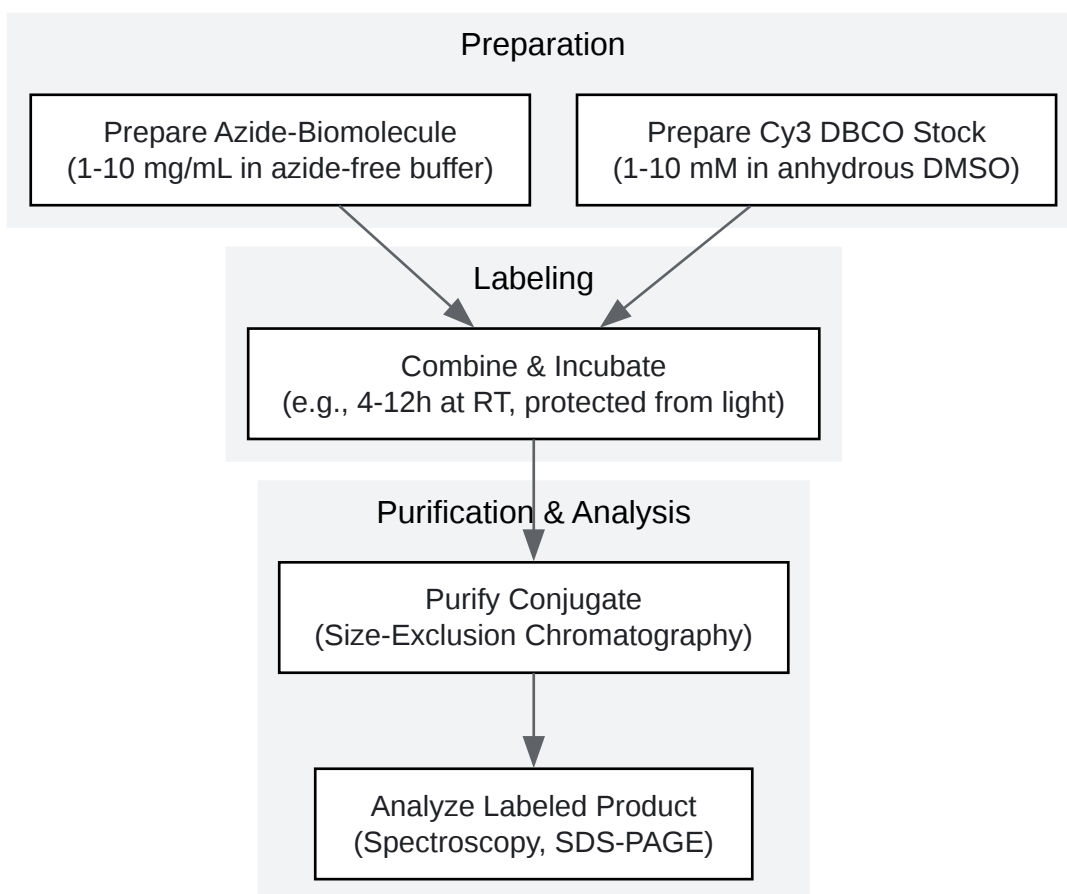 Preparation
Prepare Azide-Biomolecule
(1-10 mg/mL in azide-free buffer)
Prepare Cy3 DBCO Stock
(1-10 mM in anhydrous DMSO)
Labeling
Combine & Incubate
(e.g., 4-12h at RT, protected from light)
Purification & Analysis
Purify Conjugate
(Size-Exclusion Chromatography)
Analyze Labeled Product
(Spectroscopy, SDS-PAGE)